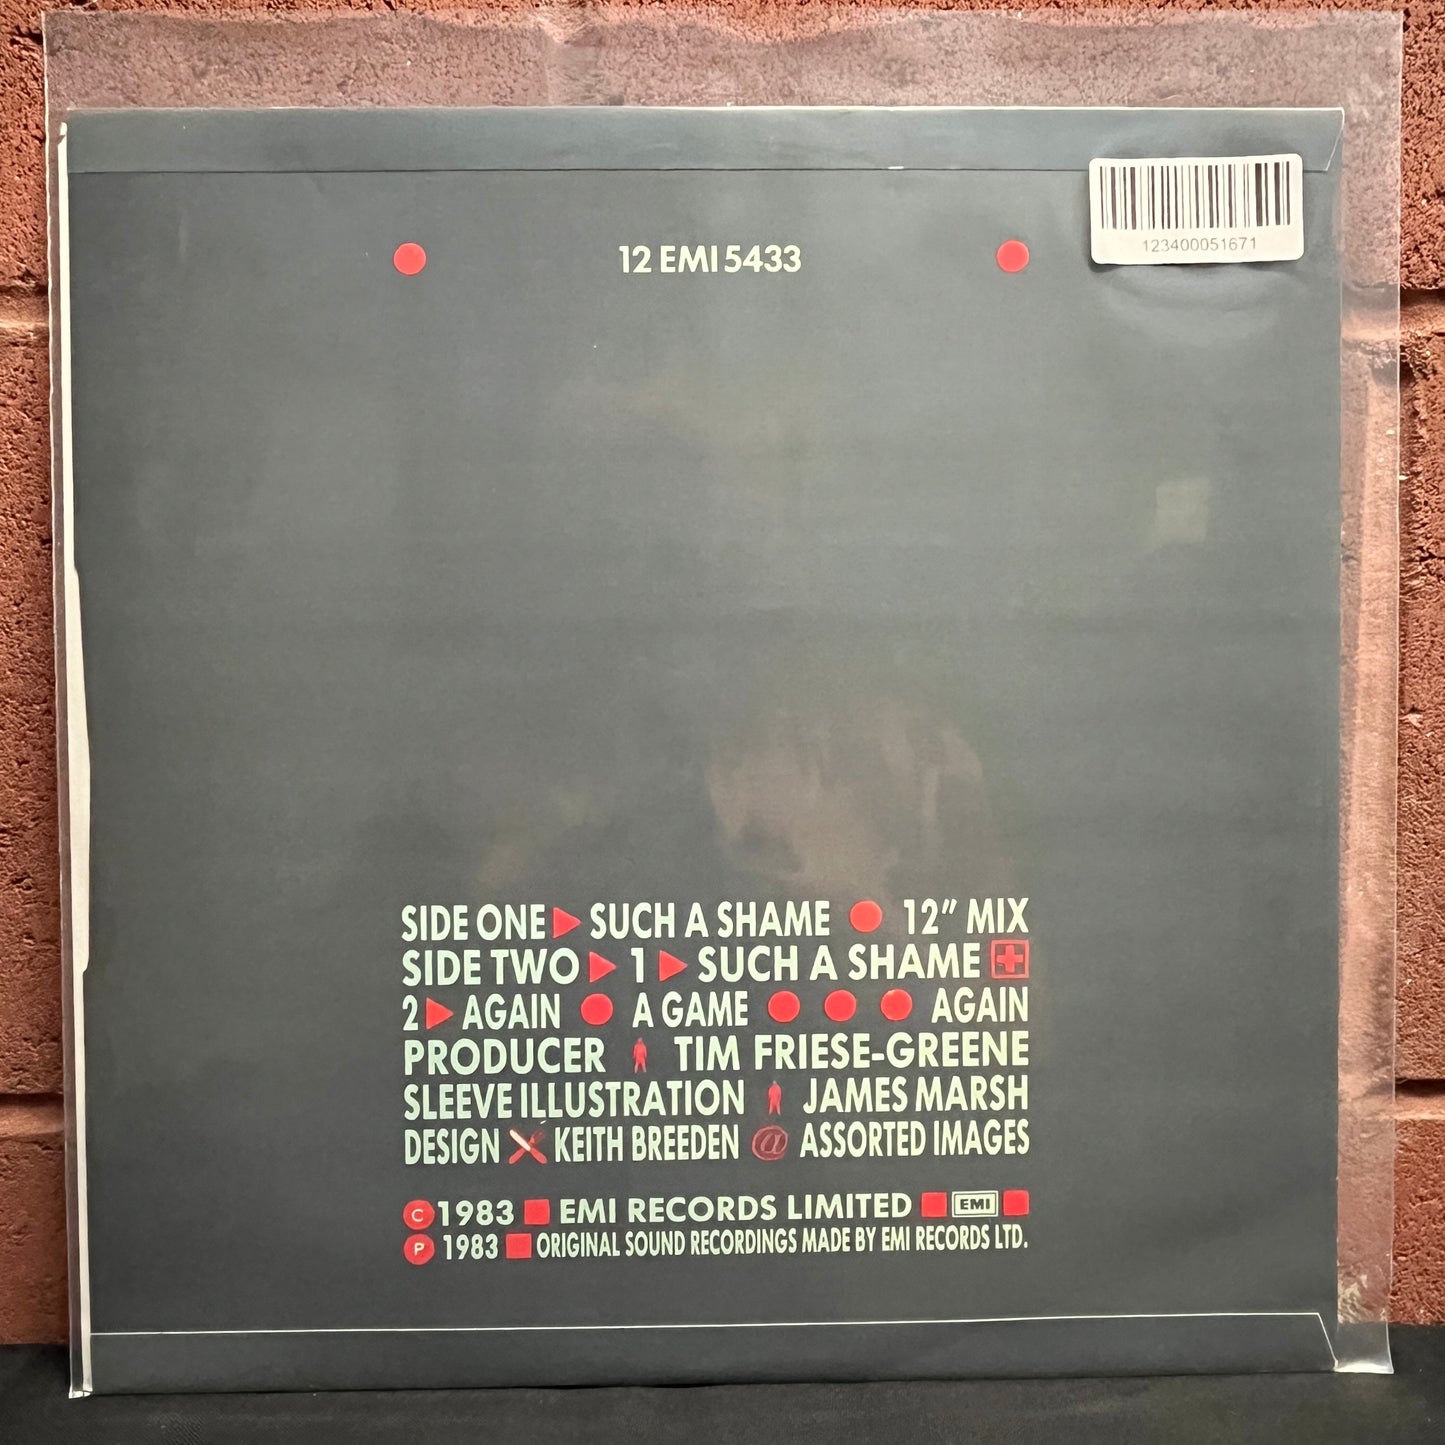 123400051671
12 EMI 5433
SIDE ONE SUCH A SHAME 12" MIX
SIDE TWO 1 SUCH A SHAME
2 AGAIN A GAME AGAIN
PRODUCER TIM FRIESE-GREENE
SLEEVE ILLUSTRATION JAMES MARSH
DESIGN KEITH BREEDEN @ ASSORTED IMAGES
© 1983 EMI RECORDS LIMITED EMI
℗ 1983 ORIGINAL SOUND RECORDINGS MADE BY EMI RECORDS LTD.